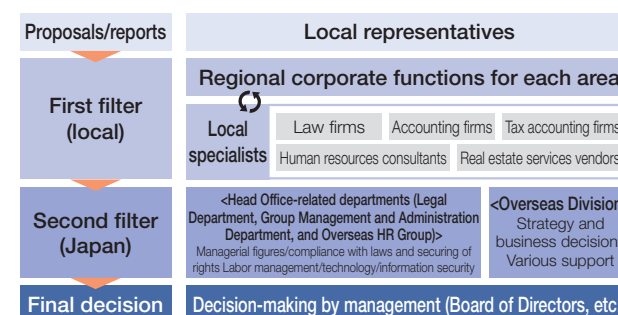 Proposals/reports
Local representatives
First filter
(local)
Regional corporate functions for each area
Local
specialists
Law firms
Accounting firms
Tax accounting firms
Human resources consultants
Real estate services vendors
Second filter
(Japan)
<Head Office-related departments (Legal
Department, Group Management and Administration
Department, and Overseas HR Group)>
Managerial figures/compliance with laws and securing of
rights Labor management/technology/information security
<Overseas Division
Strategy and
business decision
Various support
Final decision
Decision-making by management (Board of Directors, etc